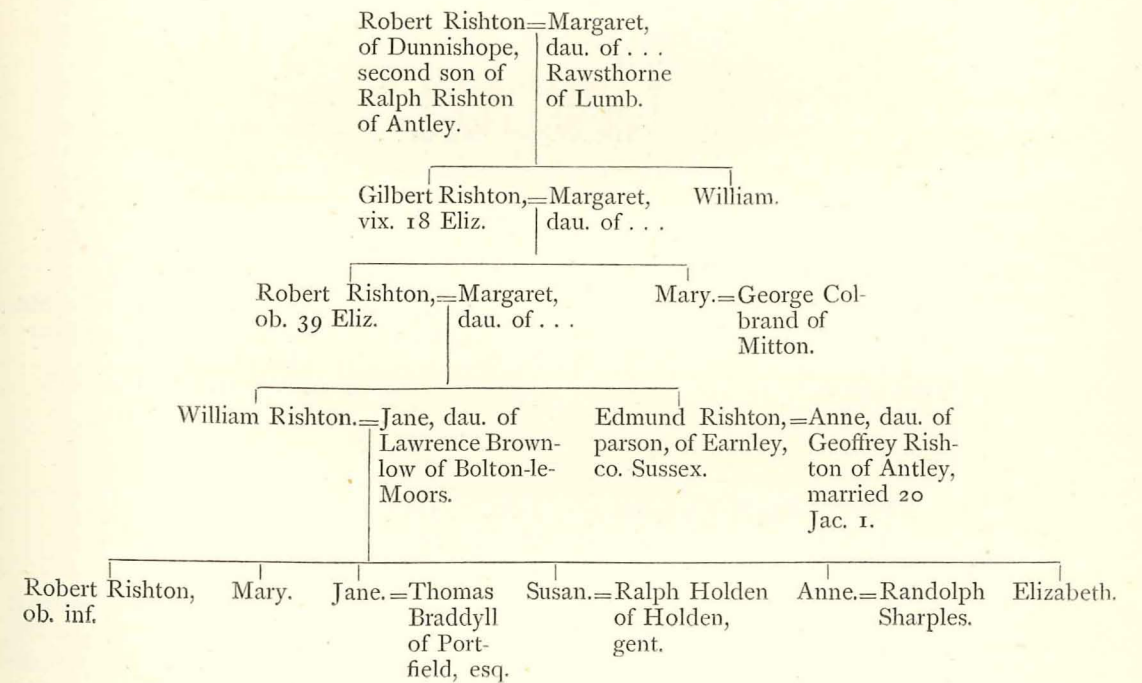 Robert Rishton=Margaret,
of Dunnishope, dau. of . . .
second son of Rawsthorne
Ralph Rishton of Lumb.
of Antley.
Gilbert Rishton,=Margaret, William.
vix. 18 Eliz. dau. of . . .
Robert Rishton,=Margaret, Mary.=George Col-
ob. 39 Eliz. dau. of . . . brand of
Mitton.
William Rishton.=Jane, dau. of Edmund Rishton,=Anne, dau. of
Lawrence Brown- parson, of Earnley, Geoffrey Rish-
low of Bolton-le- co. Sussex. ton of Antley,
Moors. married 20
Jac. 1.
Robert Rishton, Mary. Jane.=Thomas Susan.=Ralph Holden Anne.=Randolph Elizabeth.
ob. inf. Braddyll of Holden, Sharples.
of Port- gent.
field, esq.